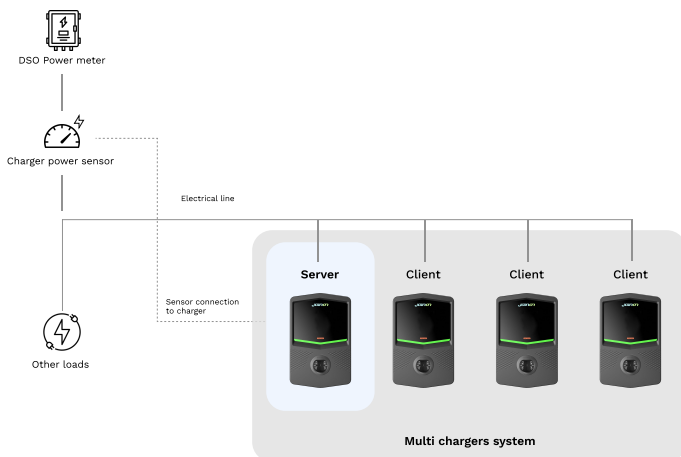 DSO Power meter
Charger power sensor
Electrical line
Server
Client
Client
Client
Sensor connection
to charger
Other loads
Multi chargers system